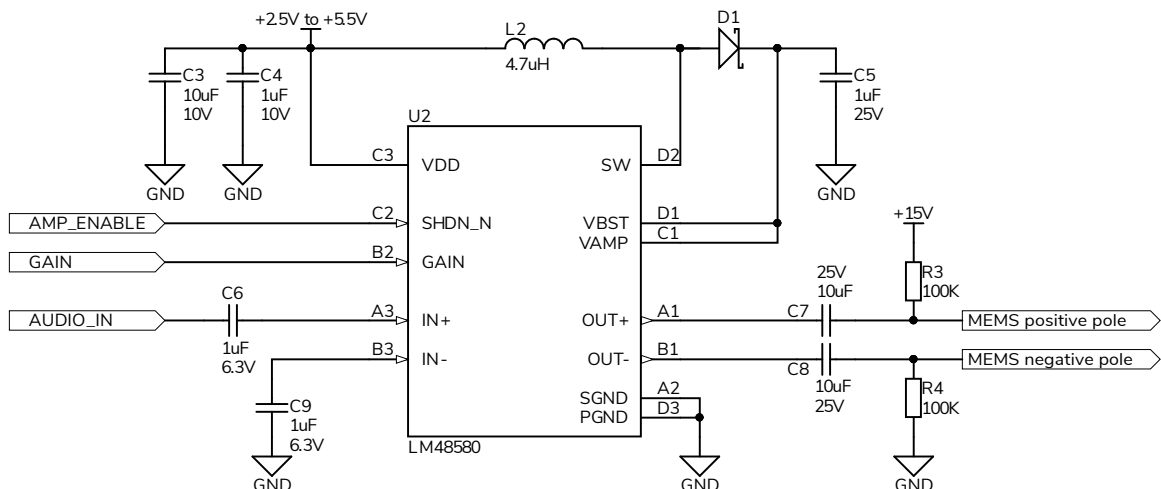 +2.5V to +5.5V
L2
4.7uH
D1
C3
10uF
10V
C4
1uF
10V
C5
1uF
25V
GND
GND
GND
U2
C3
VDD
SW
D2
AMP_ENABLE
C2
SHDN_N
VBST
D1
VAMP
C1
GAIN
B2
GAIN
+15V
R3
100K
AUDIO_IN
C6
1uF
6.3V
A3
IN+
OUT+
A1
25V
10uF
C7
MEMS positive pole
B3
IN-
OUT-
B1
C8
10uF
25V
MEMS negative pole
C9
1uF
6.3V
SGND
A2
PGND
D3
R4
100K
LM48580
GND
GND
GND